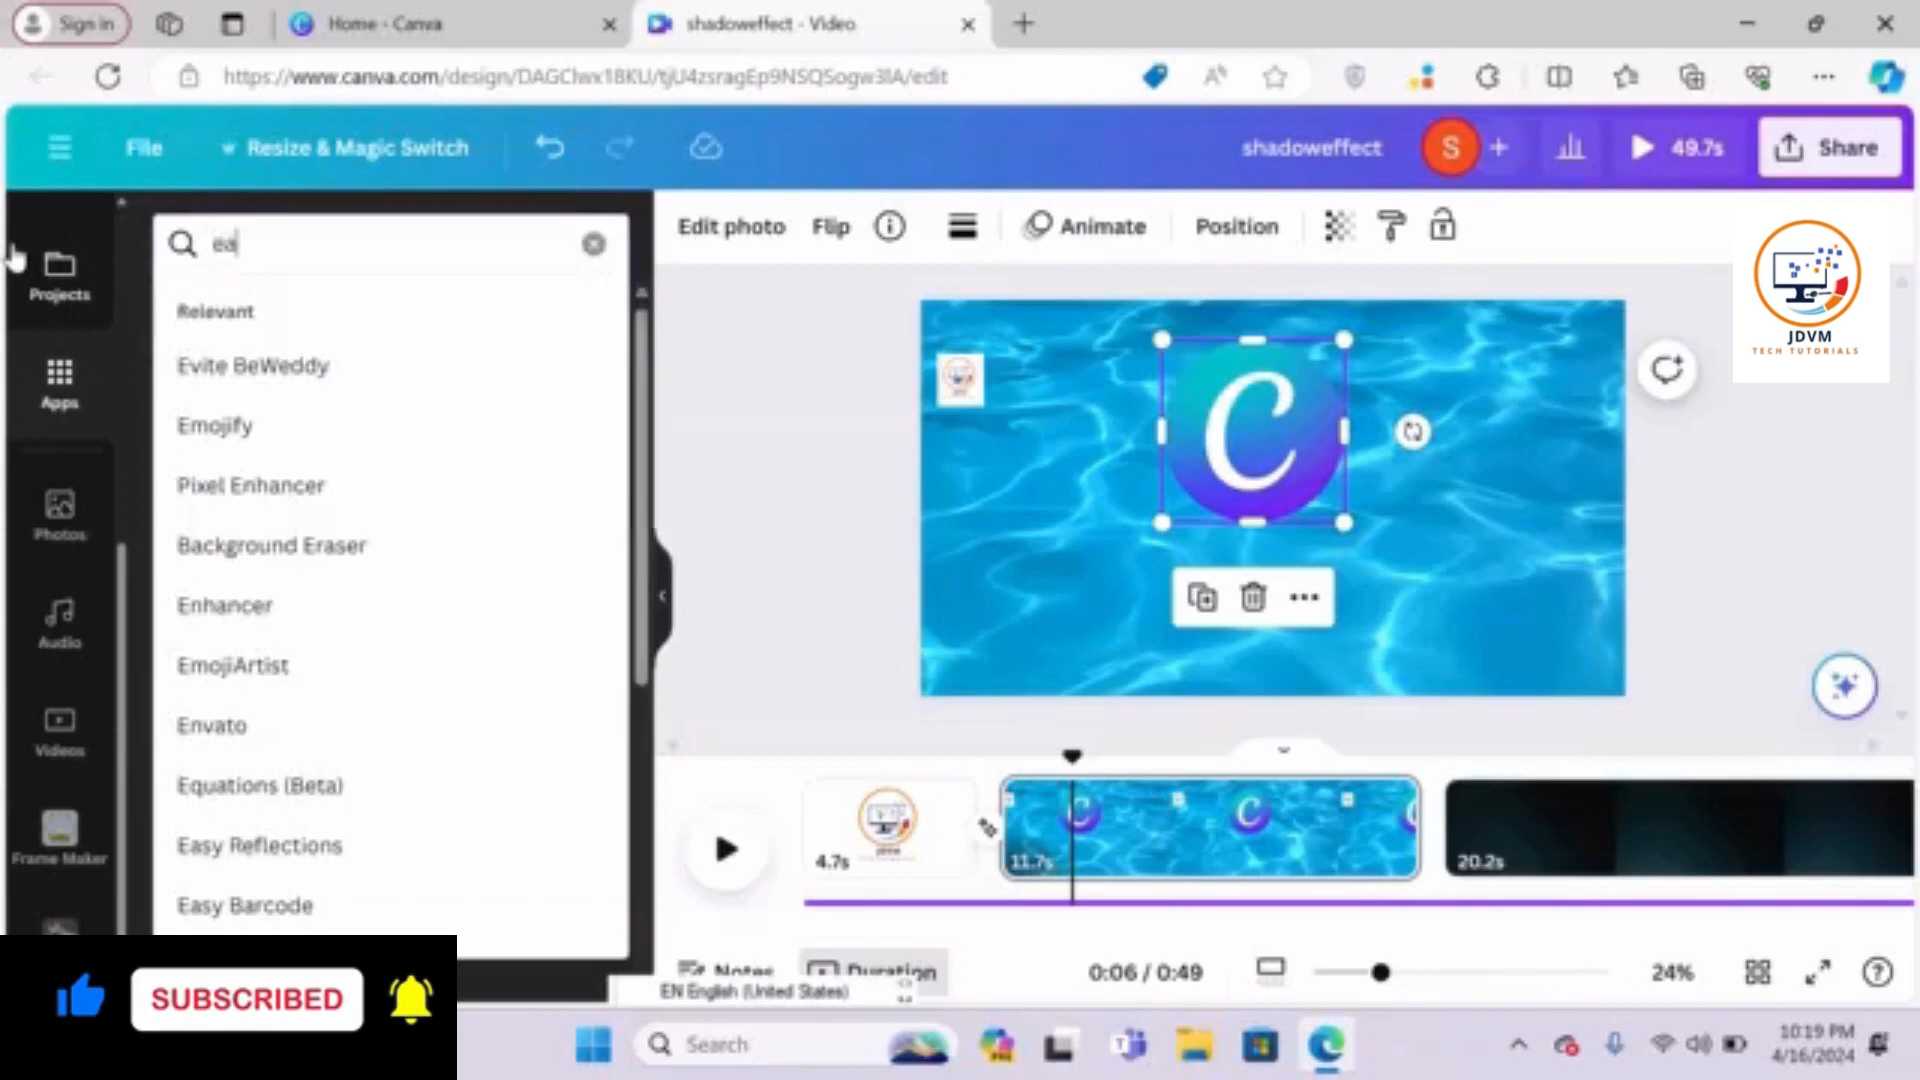 Sign in
Home - Canva
shadoweffect - Video
https://www.canva.com/design/DAGClwx18KU/tjU4zsragEp9NSQSogw3lA/edit
File
Resize & Magic Switch
shadoweffect
S
49.7s
Share
Projects
Apps
Photos
Audio
Videos
Frame Maker
ea
Relevant
Evite BeWeddy
Emojify
Pixel Enhancer
Background Eraser
Enhancer
EmojiArtist
Envato
Equations (Beta)
Easy Reflections
Easy Barcode
Edit photo
Flip
Animate
Position
JDVM
TECH TUTORIALS
C
4.7s
11.7s
20.2s
Notes
Duration
0:06 / 0:49
24%
EN English (United States)
SUBSCRIBED
Search
10:19 PM
4/16/2024